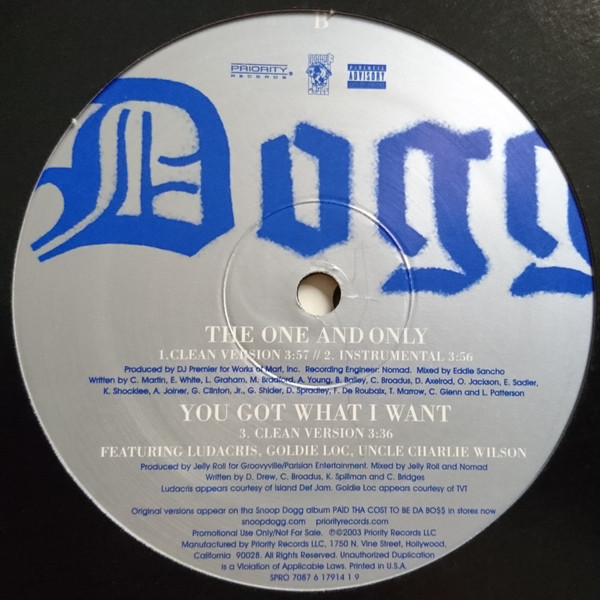 B
PRIORITY
RECORDS
PARENTAL
ADVISORY
Dogg
THE ONE AND ONLY
1.CLEAN VERSION 3:57 // 2. INSTRUMENTAL 3:56
Produced by DJ Premier for Works of Mart, Inc. Recording Engineer: Nomad. Mixed by Eddie Sancho
Written by C. Martin, E. White, L. Graham, M. Bradford, A. Young, B. Bailey, C. Broadus, D. Axelrod, O. Jackson, E. Sadler,
K. Shocklee, A. Joiner, G. Clinton, Jr., G. Shider, D. Spradley, F. De Roubaix, T. Marrow, C. Glenn and L. Patterson
YOU GOT WHAT I WANT
3. CLEAN VERSION 3:36
FEATURING LUDACRIS, GOLDIE LOC, UNCLE CHARLIE WILSON
Produced by Jelly Roll for Groovyville/Parisian Entertainment. Mixed by Jelly Roll and Nomad
Written by D. Drew, C. Broadus, K. Spillman and C. Bridges
Ludacris appears courtesy of Island Def Jam. Goldie Loc appears courtesy of TVT
Original versions appear on tha Snoop Dogg album PAID THA COST TO BE DA BO$$ in stores now
snoopdogg.com priorityrecords.com
Promotional Use Only/Not For Sale. ℗©2003 Priority Records LLC
Manufactured by Priority Records LLC, 1750 N. Vine Street, Hollywood,
California 90028. All Rights Reserved. Unauthorized Duplication
is a Violation of Applicable Laws. Printed in U.S.A.
SPRO 7087 6 17914 1 9